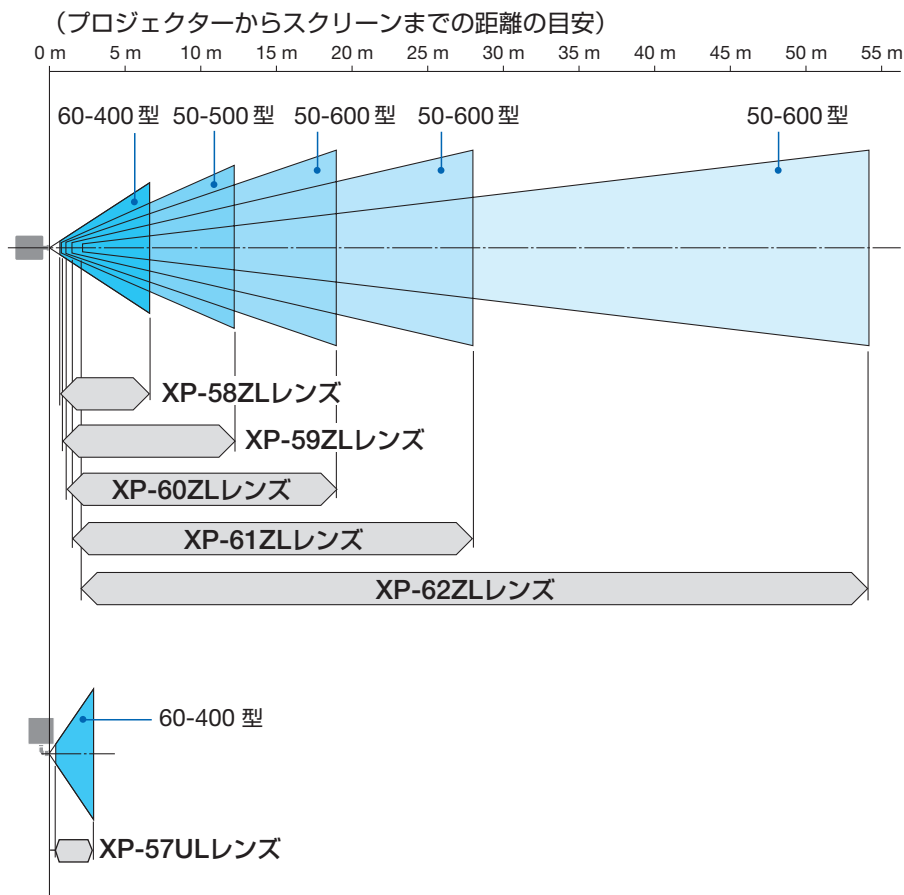 （プロジェクターからスクリーンまでの距離の目安）
0 m 5 m 10 m 15 m 20 m 25 m 30 m 35 m 40 m 45 m 50 m 55 m
60-400 型 50-500 型 50-600 型 50-600 型 50-600 型
XP-58ZLレンズ
XP-59ZLレンズ
XP-60ZLレンズ
XP-61ZLレンズ
XP-62ZLレンズ
60-400 型
XP-57ULレンズ